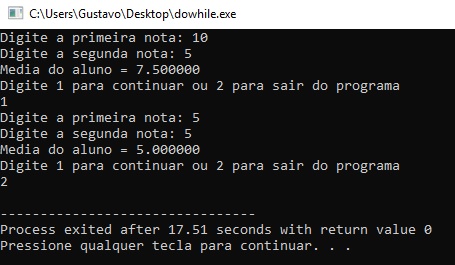 C:\Users\Gustavo\Desktop\dowhile.exe
Digite a primeira nota: 10
Digite a segunda nota: 5
Media do aluno = 7.500000
Digite 1 para continuar ou 2 para sair do programa
1
Digite a primeira nota: 5
Digite a segunda nota: 5
Media do aluno = 5.000000
Digite 1 para continuar ou 2 para sair do programa
2
--------------------------------
Process exited after 17.51 seconds with return value 0
Pressione qualquer tecla para continuar. . .